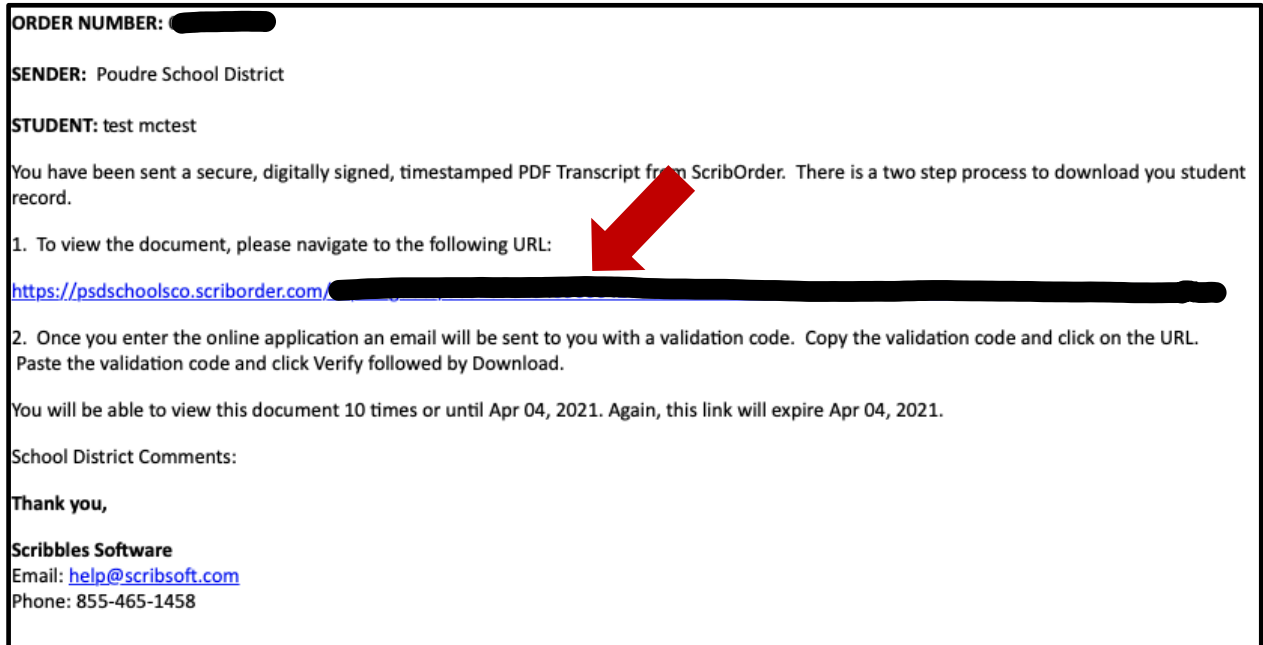 ORDER NUMBER:
SENDER: Poudre School District
STUDENT: test mctest
You have been sent a secure, digitally signed, timestamped PDF Transcript from ScribOrder. There is a two step process to download you student
record.
1. To view the document, please navigate to the following URL:
https://psdschoolsco.scriborder.com/
2. Once you enter the online application an email will be sent to you with a validation code. Copy the validation code and click on the URL.
Paste the validation code and click Verify followed by Download.
You will be able to view this document 10 times or until Apr 04, 2021. Again, this link will expire Apr 04, 2021.
School District Comments:
Thank you,
Scribbles Software
Email: help@scribsoft.com
Phone: 855-465-1458